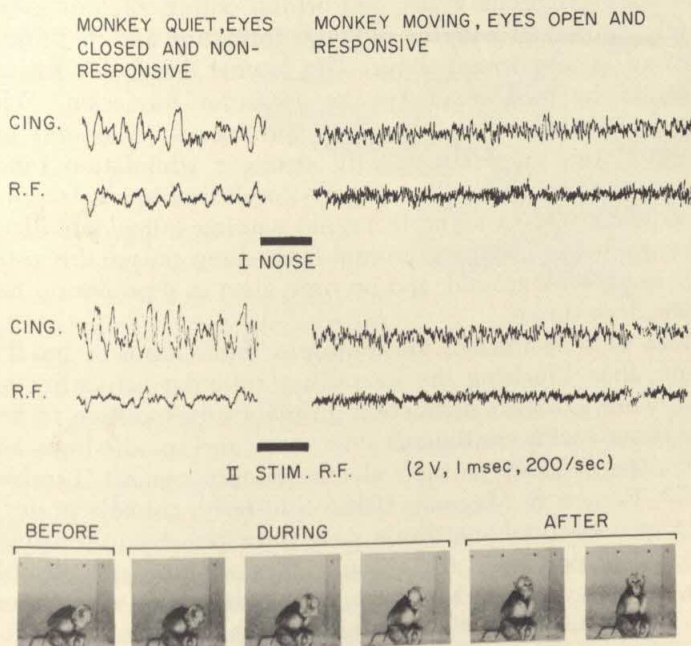 MONKEY QUIET, EYES
CLOSED AND NON-
RESPONSIVE
MONKEY MOVING, EYES OPEN AND
RESPONSIVE
CING.
R.F.
I NOISE
CING.
R.F.
II STIM. R.F. (2 V, 1 msec, 200/sec)
BEFORE DURING AFTER